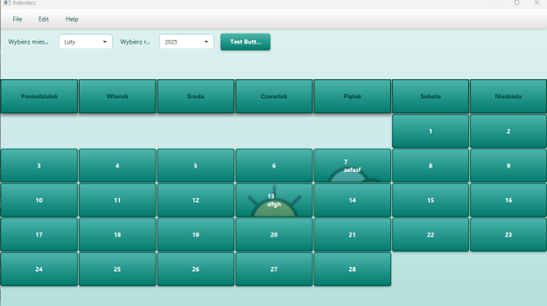 Kalendarz
File Edit Help
Wybierz mies... Luty Wybierz r... 2025 Test Butt...
Poniedziałek Wtorek Środa Czwartek Piątek Sobota Niedziela
1 2
3 4 5 6 7 8 9
asfasf
10 11 12 13 14 15 16
dfgh
17 18 19 20 21 22 23
24 25 26 27 28